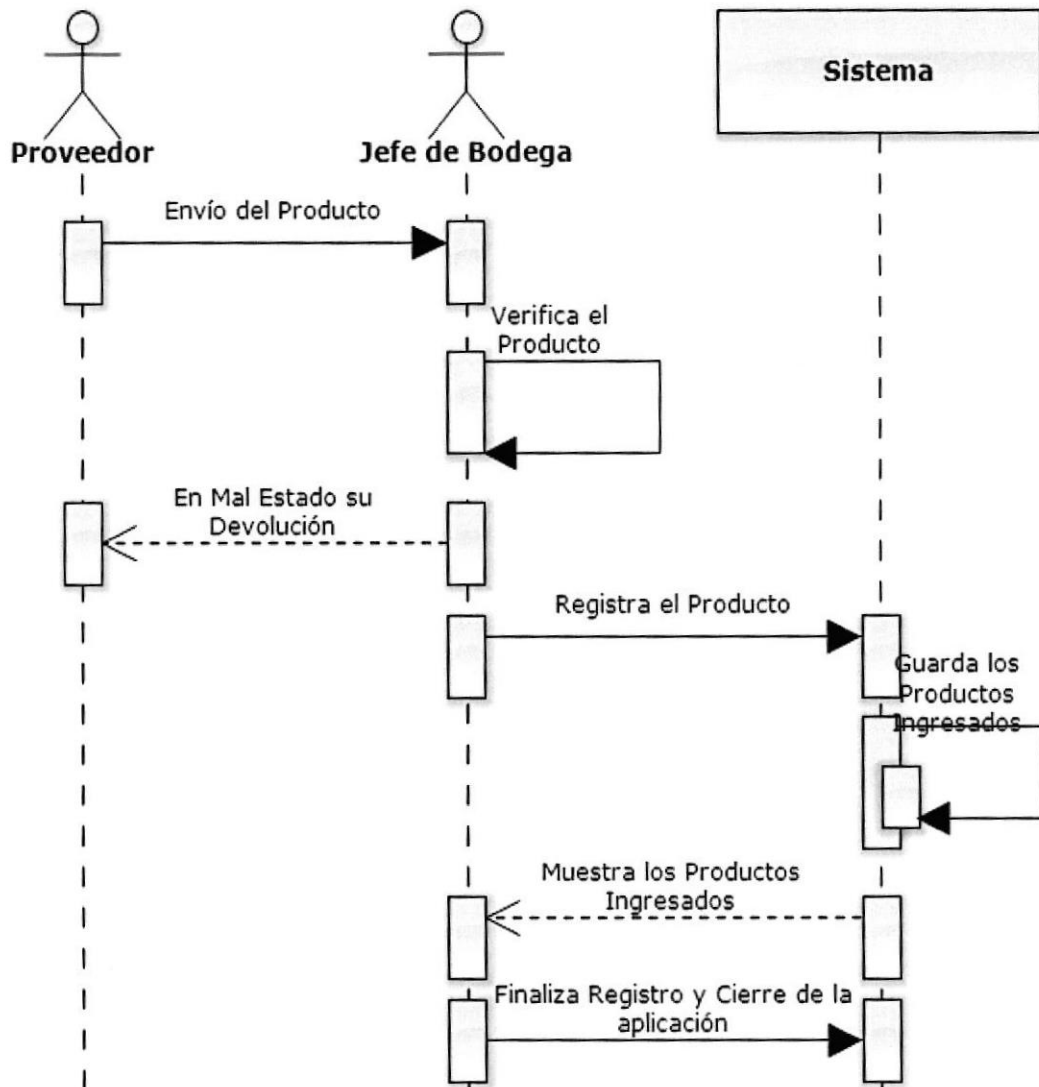 Sistema
Proveedor
Jefe de Bodega
Envío del Producto
Verifica el
Producto
En Mal Estado su
Devolución
Registra el Producto
Guarda los
Productos
Ingresados
Muestra los Productos
Ingresados
Finaliza Registro y Cierre de la
aplicación